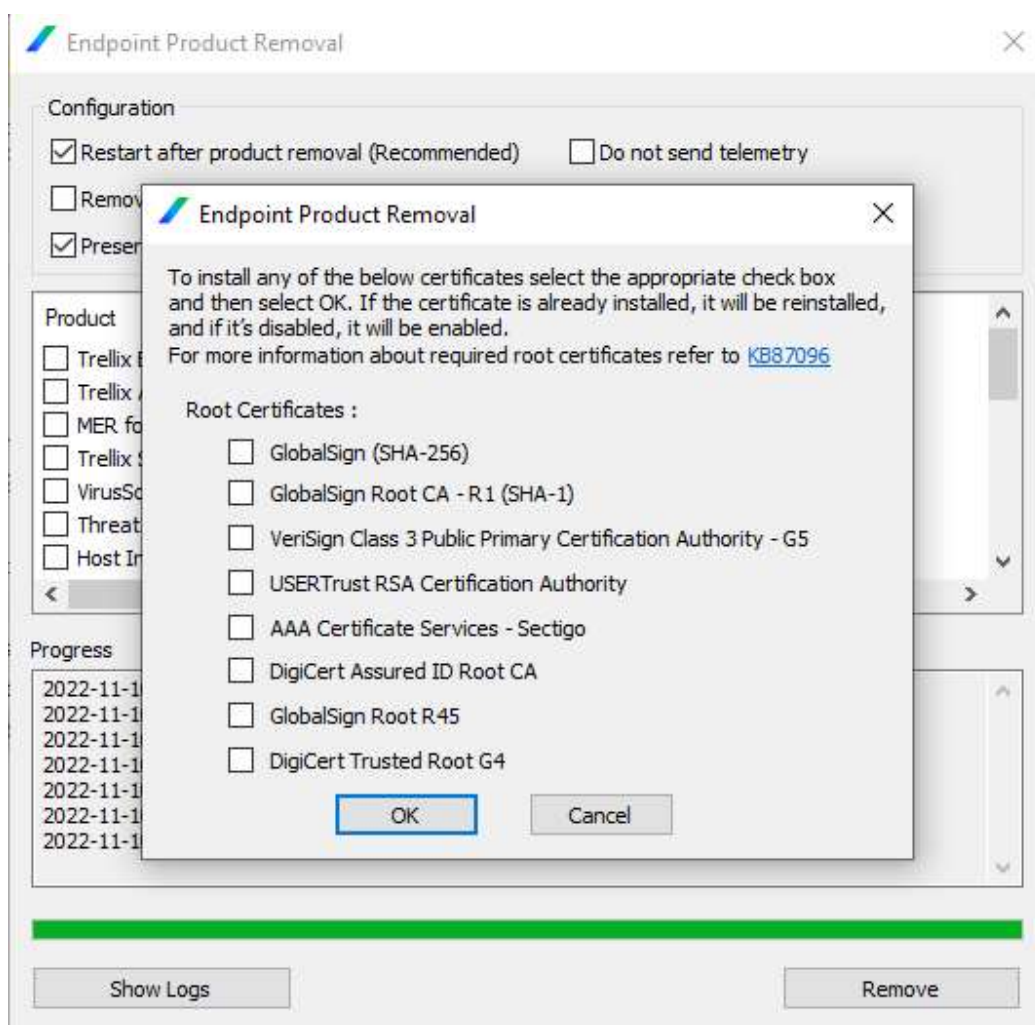 Endpoint Product Removal
Configuration
Restart after product removal (Recommended)
Do not send telemetry
Endpoint Product Removal
To install any of the below certificates select the appropriate check box
and then select OK. If the certificate is already installed, it will be reinstalled,
and if it's disabled, it will be enabled.
For more information about required root certificates refer to KB87096
Root Certificates :
GlobalSign (SHA-256)
GlobalSign Root CA - R1 (SHA-1)
VeriSign Class 3 Public Primary Certification Authority - G5
USERTrust RSA Certification Authority
AAA Certificate Services - Sectigo
DigiCert Assured ID Root CA
GlobalSign Root R45
DigiCert Trusted Root G4
OK
Cancel
Product
Trellix
Trellix
MER
Trellix
Threat
Host
Progress
Show Logs
Remove